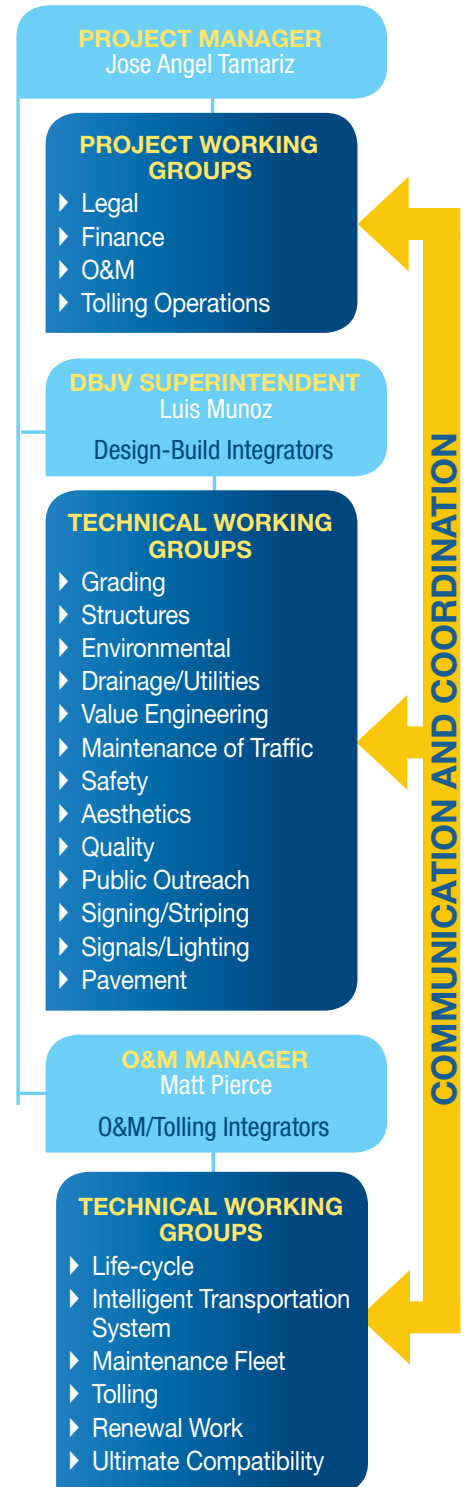 PROJECT MANAGER
Jose Angel Tamariz
PROJECT WORKING
GROUPS
Legal
Finance
O&M
Tolling Operations
DBJV SUPERINTENDENT
Luis Munoz
Design-Build Integrators
TECHNICAL WORKING
GROUPS
Grading
Structures
Environmental
Drainage/Utilities
Value Engineering
Maintenance of Traffic
Safety
Aesthetics
Quality
Public Outreach
Signing/Striping
Signals/Lighting
Pavement
O&M MANAGER
Matt Pierce
O&M/Tolling Integrators
TECHNICAL WORKING
GROUPS
Life-cycle
Intelligent Transportation
System
Maintenance Fleet
Tolling
Renewal Work
Ultimate Compatibility
COMMUNICATION AND COORDINATION